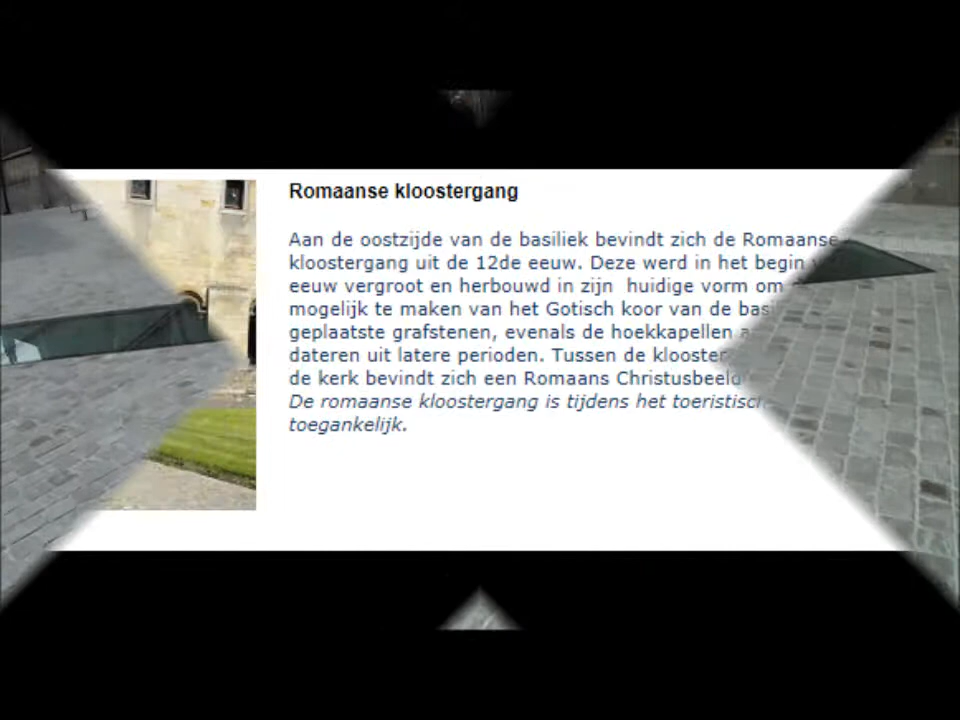 Romaanse kloostergang
Aan de oostzijde van de basiliek bevindt zich de Romaanse
kloostergang uit de 12de eeuw. Deze werd in het begin
eeuw vergroot en herbouwd in zijn huidige vorm om
mogelijk te maken van het Gotisch koor van de
geplaatste grafstenen, evenals de hoekkapellen
dateren uit latere perioden. Tussen de
de kerk bevindt zich een Romaans Christusbeeld
De romaanse kloostergang is tijdens het
toegankelijk.